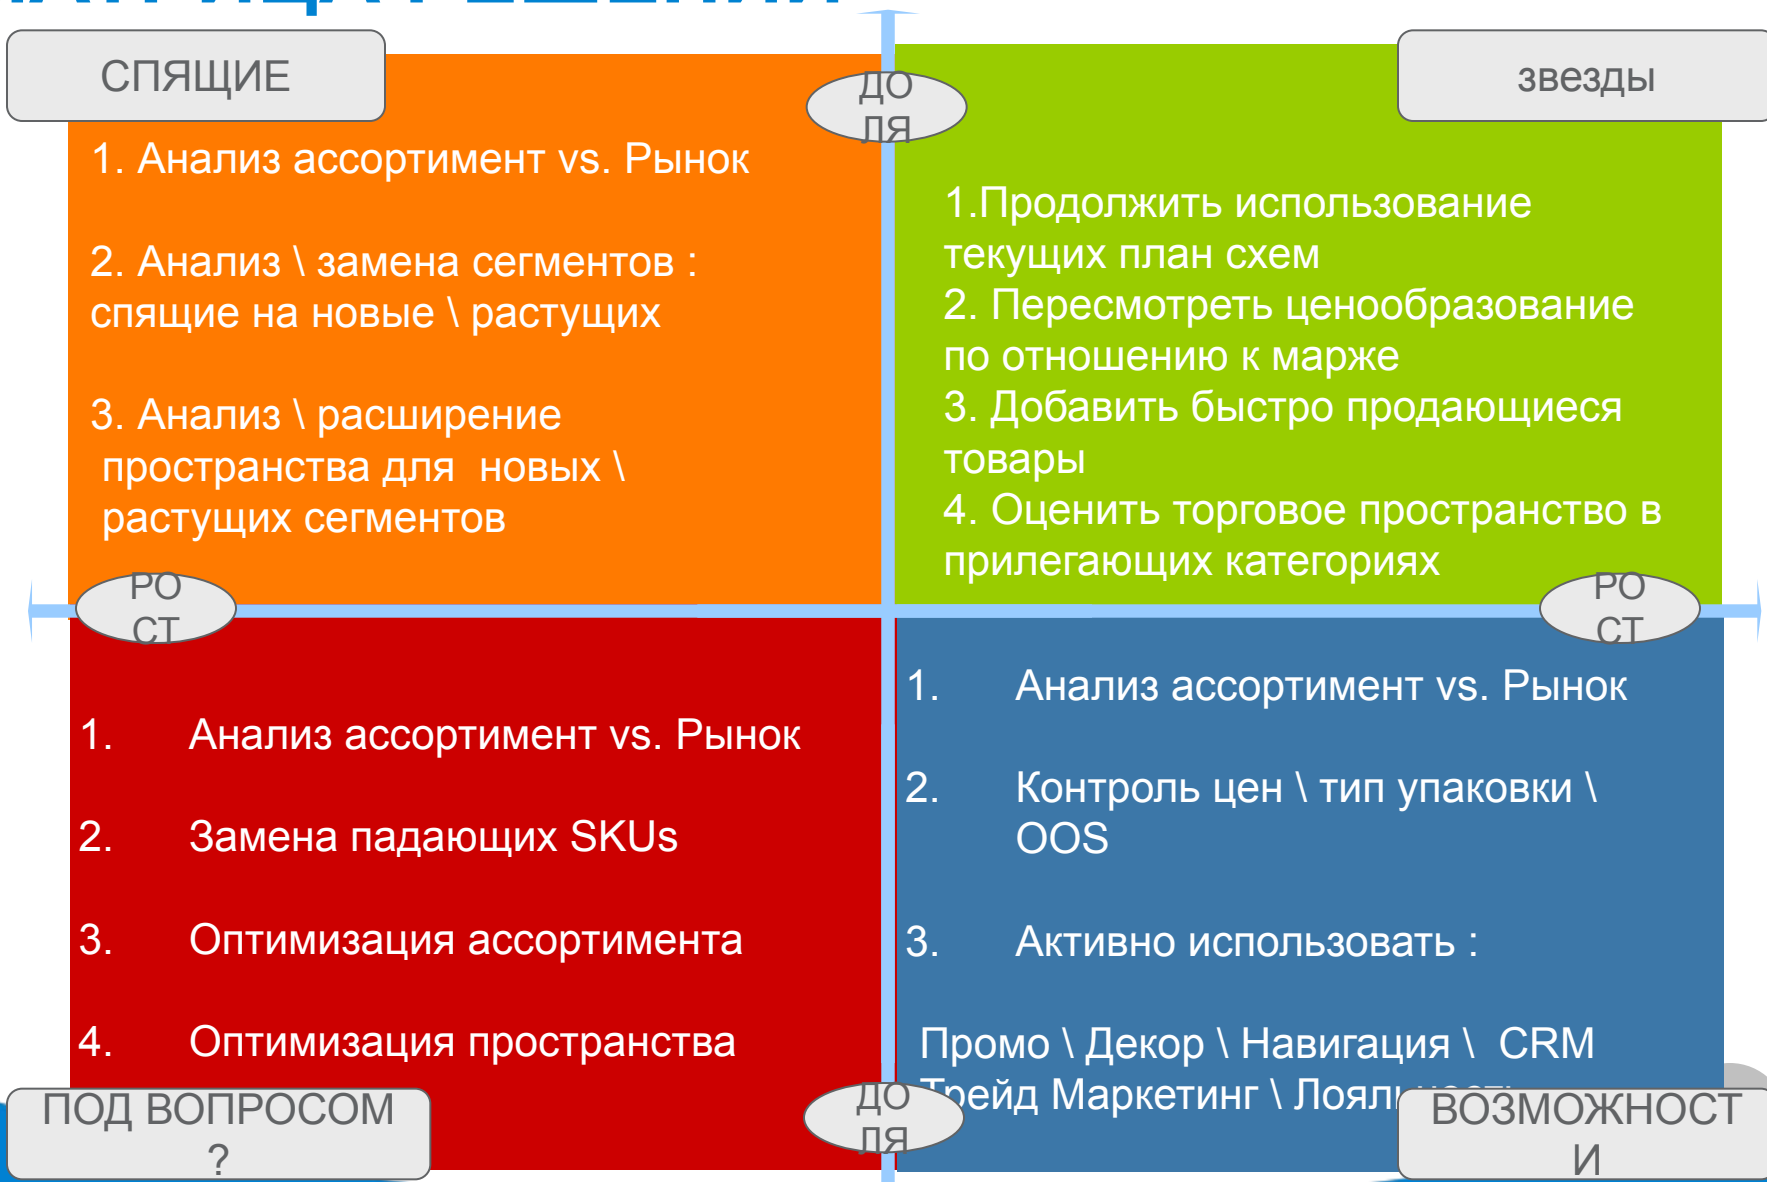 СПЯЩИЕ
звезды
ДО
ЛЯ
1. Анализ ассортимент vs. Рынок
2. Анализ \ замена сегментов :
спящие на новые \ растущих
3. Анализ \ расширение
пространства для новых \
растущих сегментов
1.Продолжить использование
текущих план схем
2. Пересмотреть ценообразование
по отношению к марже
3. Добавить быстро продающиеся
товары
4. Оценить торговое пространство в
прилегающих категориях
РО
СТ
РО
СТ
1. Анализ ассортимент vs. Рынок
2. Замена падающих SKUs
3. Оптимизация ассортимента
4. Оптимизация пространства
1. Анализ ассортимент vs. Рынок
2. Контроль цен \ тип упаковки \
OOS
3. Активно использовать :
Промо \ Декор \ Навигация \ CRM
Трейд Маркетинг \
ДО
ЛЯ
ПОД ВОПРОСОМ
?
ВОЗМОЖНОСТ
И